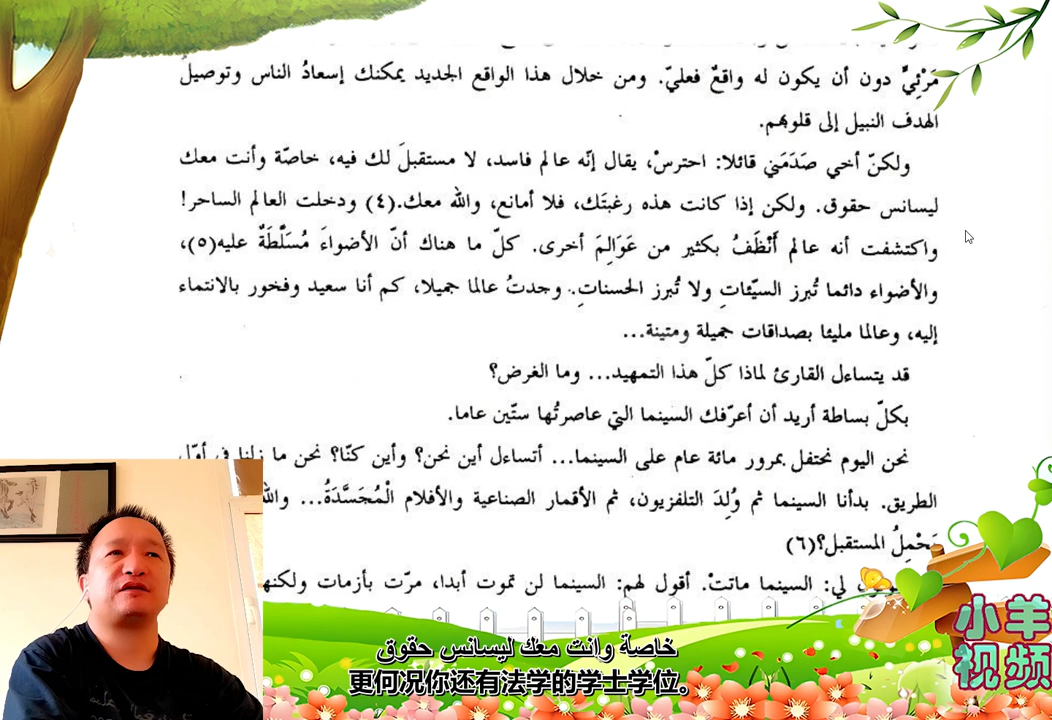 مَرْئِيٌّ دون أن يكون له واقعٌ فعليّ. ومن خلال هذا الواقع الجديد يمكنك إسعادُ الناس وتوصيلُ
الهدف النبيل إلى قلوبهم.
ولكنّ أخي صَدَمَني قائلا: احترسْ، يقال إنّه عالم فاسد، لا مستقبلَ لك فيه، خاصّة وأنت معك
ليسانس حقوق. ولكن إذا كانت هذه رغبتَك، فلا أمانع، والله معك.(٤) ودخلت العالم الساحر!
واكتشفت أنه عالم أَنْظَفُ بكثير من عَوَالِمَ أخرى. كلّ ما هناك أنّ الأضواءَ مُسَلَّطَةٌ عليه(٥)،
والأضواء دائما تُبرز السيّئاتِ ولا تُبرز الحسناتِ. وجدتُ عالما جميلا، كم أنا سعيد وفخور بالانتماء
إليه، وعالما مليئا بصداقات جميلة ومتينة...
قد يتساءل القارئ لماذا كلّ هذا التمهيد... وما الغرض؟
بكلّ بساطة أريد أن أعرّفك السينما التي عاصرتُها ستّين عاما.
نحن اليوم نحتفل بمرور مائة عام على السينما... أتساءل أين نحن؟ وأين كنّا؟ نحن ما زلنا في أوّل
الطريق. بدأنا السينما ثم وُلِدَ التلفزيون، ثم الأقمار الصناعية والأفلام الْمُجَسَّدَةُ...
يَحْمِلُ المستقبل؟(٦)
لي: السينما ماتتْ. أقول لهم: السينما لن تموت أبدا، مرّت بأزمات ولكنها
خاصة وانت معك ليسانس حقوق
更何况你还有法学的学士学位。
小羊
视频